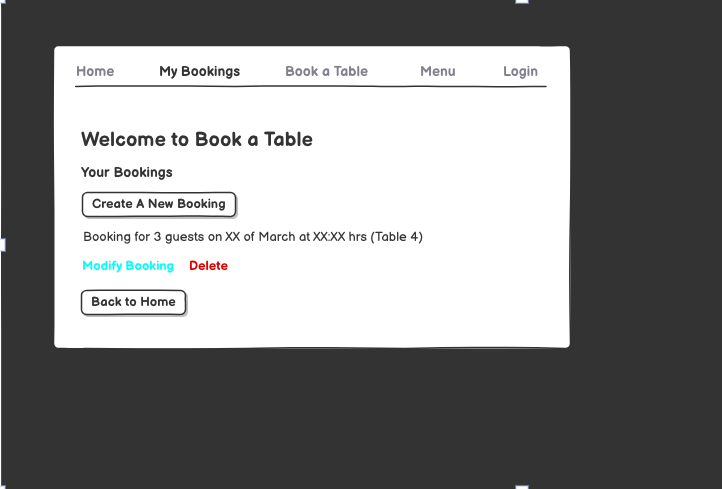 Home My Bookings Book a Table Menu Login
Welcome to Book a Table
Your Bookings
Create A New Booking
Booking for 3 guests on XX of March at XX:XX hrs (Table 4)
Modify Booking Delete
Back to Home